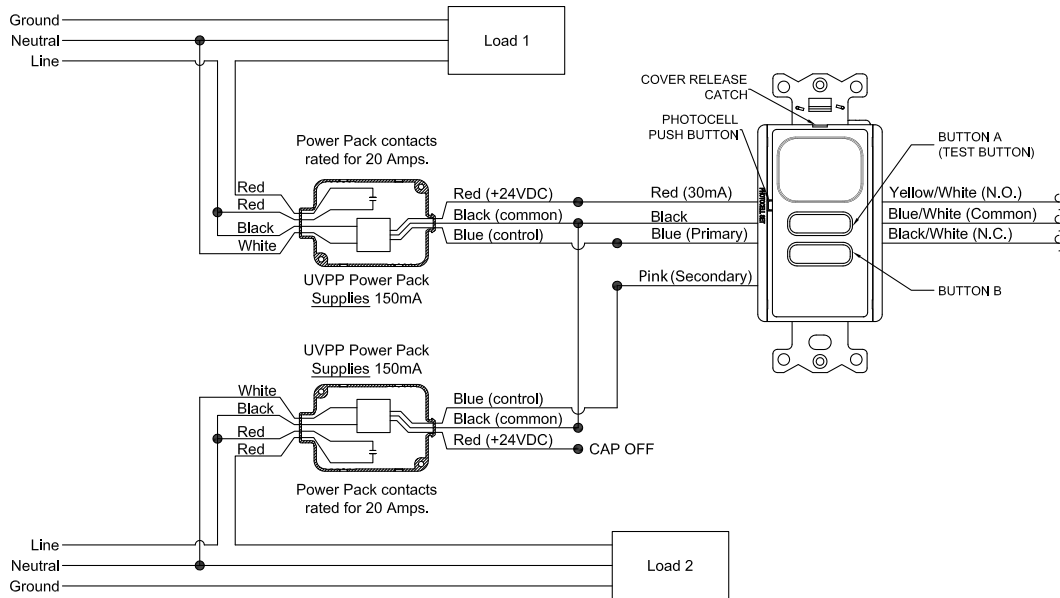 Ground
Neutral
Line
Load 1
COVER RELEASE
CATCH
PHOTOCELL
PUSH BUTTON
BUTTON A
(TEST BUTTON)
Power Pack contacts
rated for 20 Amps.
Red
Red
Black
White
Red (+24VDC)
Black (common)
Blue (control)
Red (30mA)
Black
Blue (Primary)
Pink (Secondary)
PHOTOCELL SET
Yellow/White (N.O.)
Blue/White (Common)
Black/White (N.C.)
BUTTON B
UVPP Power Pack
Supplies 150mA
UVPP Power Pack
Supplies 150mA
White
Black
Red
Red
Blue (control)
Black (common)
Red (+24VDC)
CAP OFF
Power Pack contacts
rated for 20 Amps.
Line
Neutral
Ground
Load 2